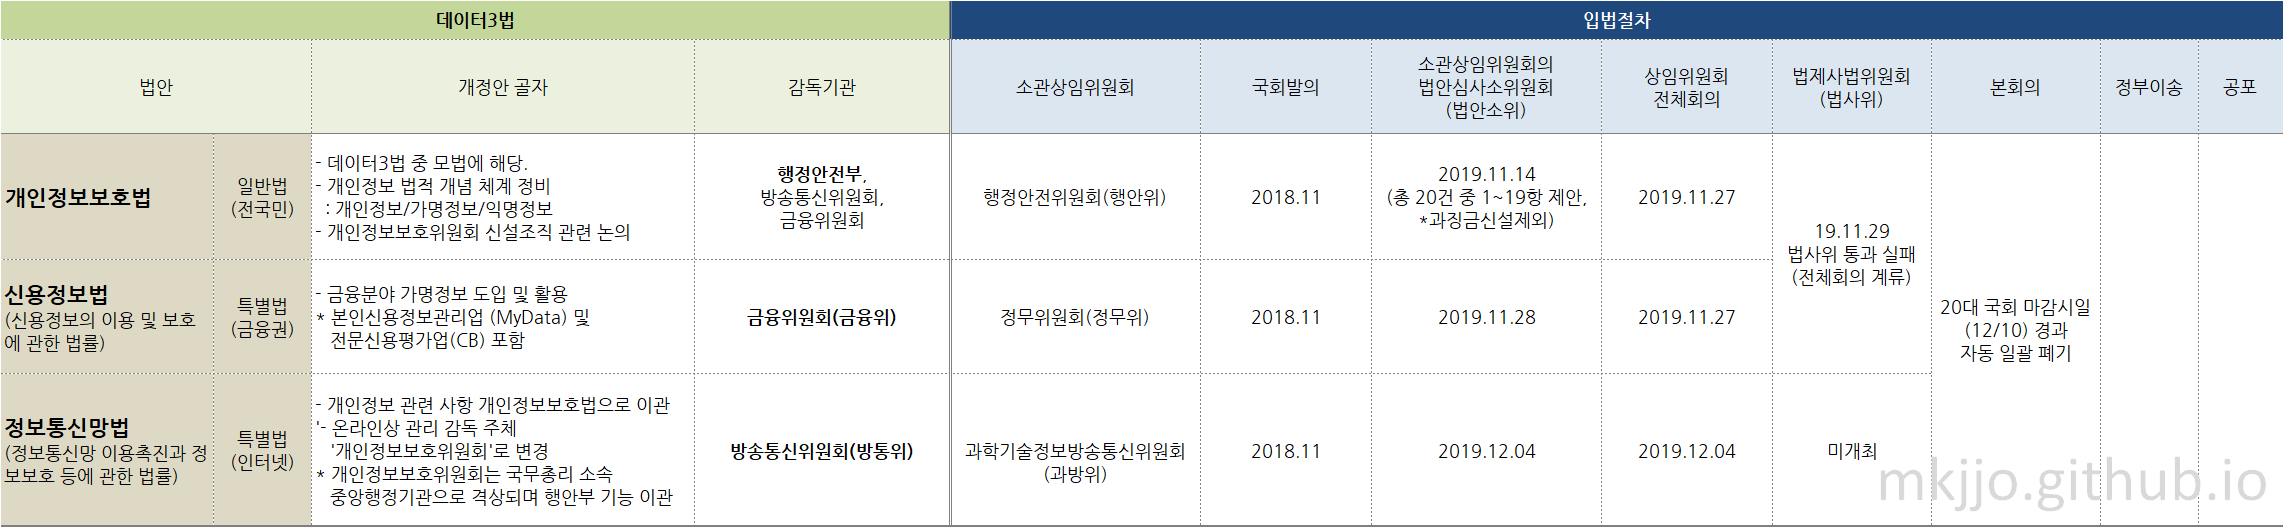 데이터3법
입법절차
법안
개정안 골자
감독기관
소관상임위원회
국회발의
소관상임위원회의
법안심사소위원회
(법안소위)
상임위원회
전체회의
법제사법위원회
(법사위)
본회의
정부이송
공포
개인정보보호법
일반법
(전국민)
- 데이터3법 중 모법에 해당.
- 개인정보 법적 개념 체계 정비
: 개인정보/가명정보/익명정보
- 개인정보보호위원회 신설조직 관련 논의
행정안전부,
방송통신위원회,
금융위원회
행정안전위원회(행안위)
2018.11
2019.11.14
(총 20건 중 1~19항 제안,
*과징금신설제외)
2019.11.27
19.11.29
법사위 통과 실패
(전체회의 계류)
20대 국회 마감시일
(12/10) 경과
자동 일괄 폐기
신용정보법
(신용정보의 이용 및 보호
에 관한 법률)
특별법
(금융권)
- 금융분야 가명정보 도입 및 활용
* 본인신용정보관리업 (MyData) 및
전문신용평가업(CB) 포함
금융위원회(금융위)
정무위원회(정무위)
2018.11
2019.11.28
2019.11.27
정보통신망법
(정보통신망 이용촉진과 정
보보호 등에 관한 법률)
특별법
(인터넷)
- 개인정보 관련 사항 개인정보보호법으로 이관
'- 온라인상 관리 감독 주체
'개인정보보호위원회'로 변경
* 개인정보보호위원회는 국무총리 소속
중앙행정기관으로 격상되며 행안부 기능 이관
방송통신위원회(방통위)
과학기술정보방송통신위원회
(과방위)
2018.11
2019.12.04
2019.12.04
미개최
mkjjo.github.io